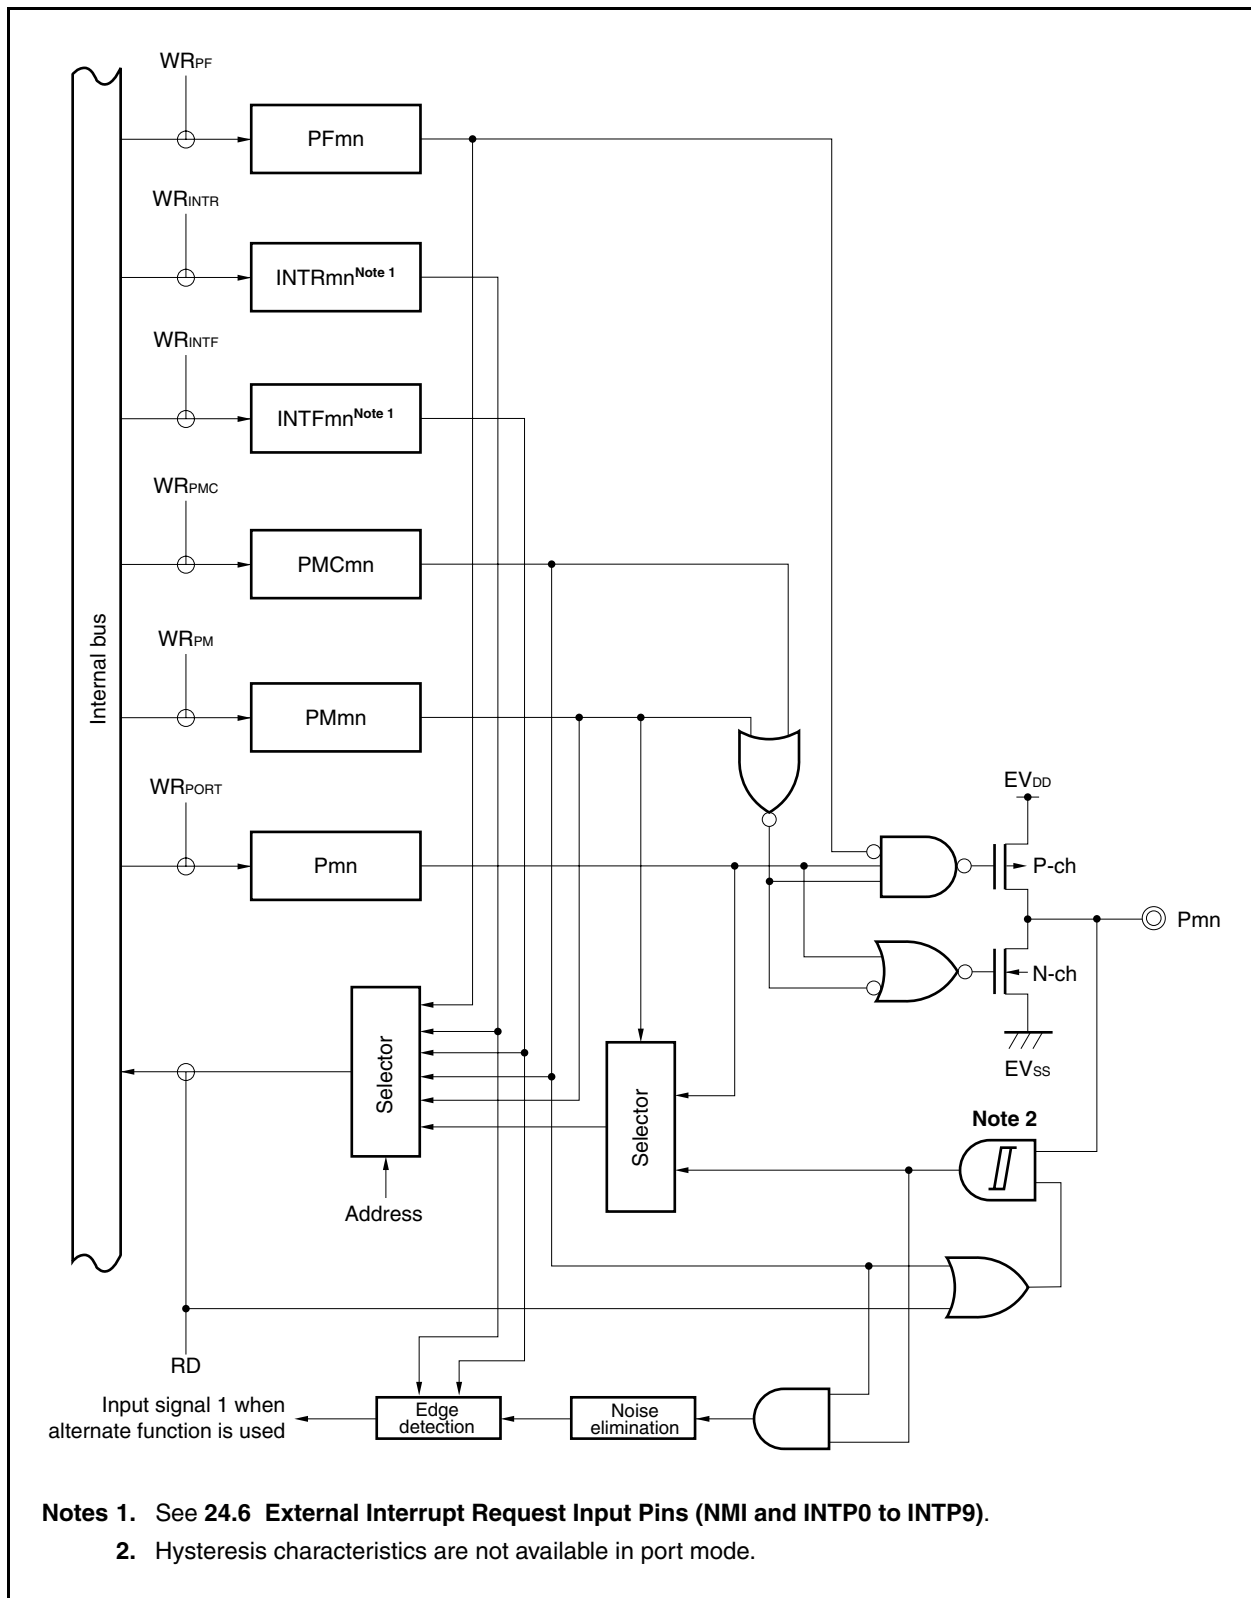 WRPF
PFmn
WRINTR
INTRmnNote 1
WRINTF
INTFmnNote 1
WRPMC
PMCmn
Internal bus
WRPM
PMmn
WRPORT
Pmn
EVDD
P-ch
Pmn
N-ch
EVSS
Selector
Selector
Note 2
Address
RD
Input signal 1 when
alternate function is used
Edge
detection
Noise
elimination
Notes 1. See 24.6 External Interrupt Request Input Pins (NMI and INTP0 to INTP9).
2. Hysteresis characteristics are not available in port mode.